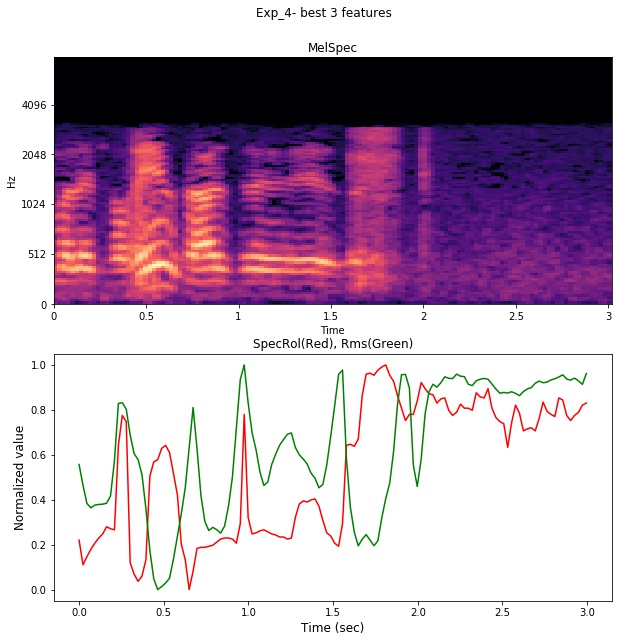 Exp_4- best 3 features
MelSpec
4096
2048
1024
512
0
Hz
0 0.5 1 1.5 2 2.5 3
Time
SpecRol(Red), Rms(Green)
1.0
0.8
0.6
0.4
0.2
0.0
Normalized value
0.0 0.5 1.0 1.5 2.0 2.5 3.0
Time (sec)